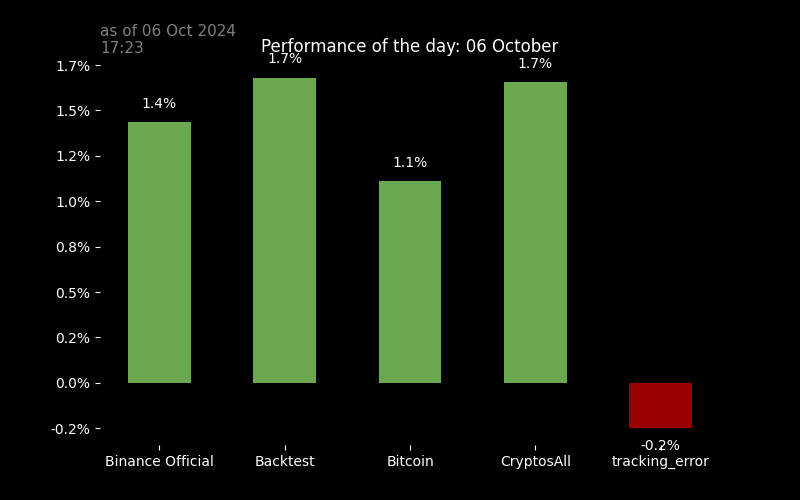 as of 06 Oct 2024
17:23
Performance of the day: 06 October
1.7%
1.5%
1.2%
1.0%
0.8%
0.5%
0.2%
0.0%
-0.2%
1.4%
1.7%
1.1%
1.7%
-0.2%
Binance Official
Backtest
Bitcoin
CryptosAll
tracking_error